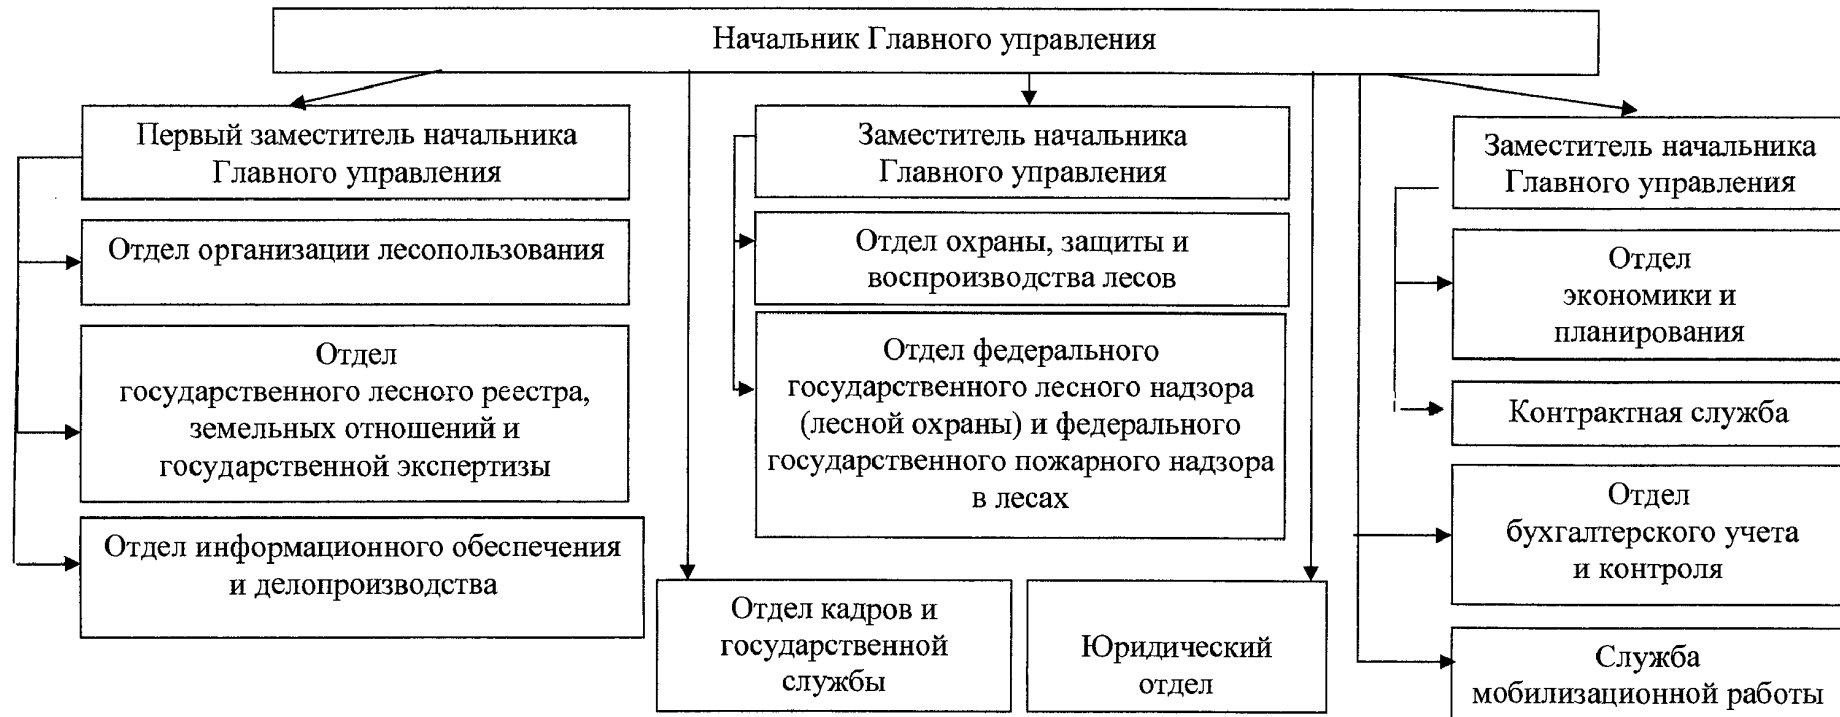 Начальник Главного управления
Первый заместитель начальника
Главного управления
Отдел организации лесопользования
Отдел
государственного лесного реестра,
земельных отношений и
государственной экспертизы
Отдел информационного обеспечения
и делопроизводства
Заместитель начальника
Главного управления
Отдел охраны, защиты и
воспроизводства лесов
Отдел федерального
государственного лесного надзора
(лесной охраны) и федерального
государственного пожарного надзора
в лесах
Отдел кадров и
государственной
службы
Юридический
отдел
Заместитель начальника
Главного управления
Отдел
экономики и
планирования
Контрактная служба
Отдел
бухгалтерского учета
и контроля
Служба
мобилизационной работы